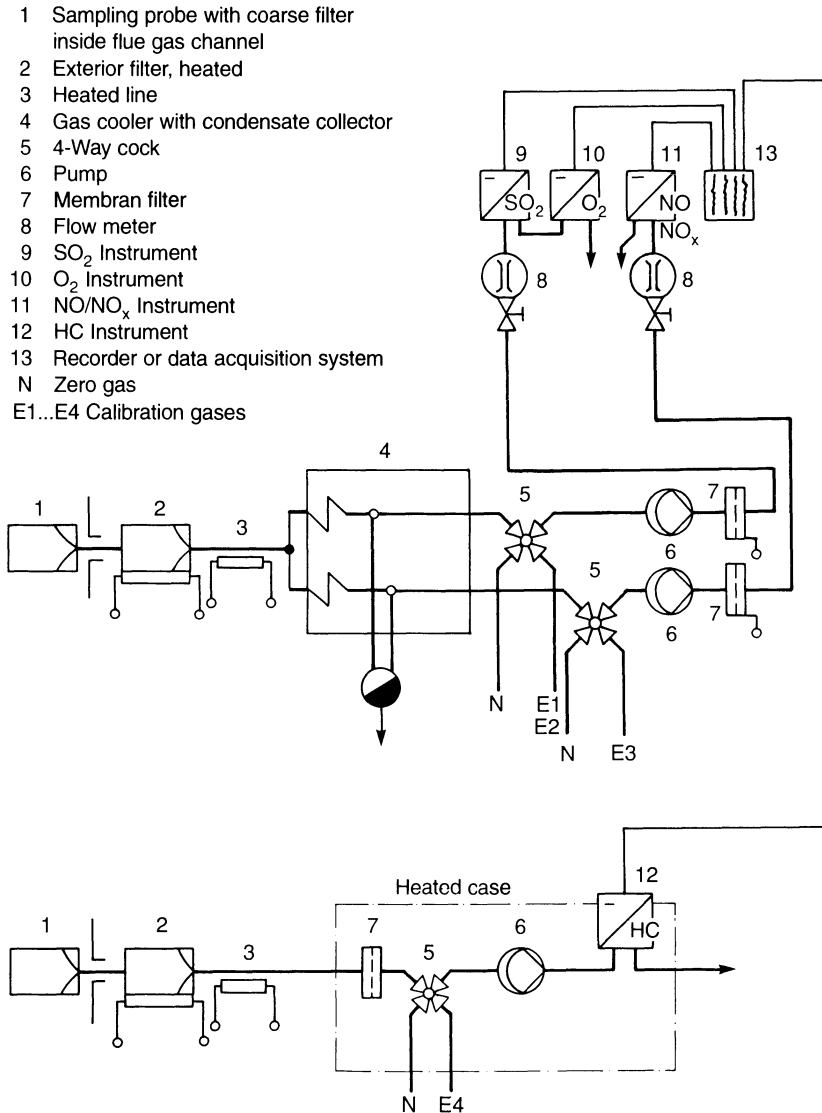 1 Sampling probe with coarse filter
inside flue gas channel
2 Exterior filter, heated
3 Heated line
4 Gas cooler with condensate collector
5 4-Way cock
6 Pump
7 Membran filter
8 Flow meter
9 SO₂ Instrument
10 O₂ Instrument
11 NO/NOₓ Instrument
12 HC Instrument
13 Recorder or data acquisition system
N Zero gas
E1...E4 Calibration gases
9 10 11 13
SO₂ O₂ NO
NOₓ
8 8
4
1 2 3 5 7
6
5
7
6
N E1
E2
N E3
12
Heated case
HC
1 2 3 7 5 6
N E4